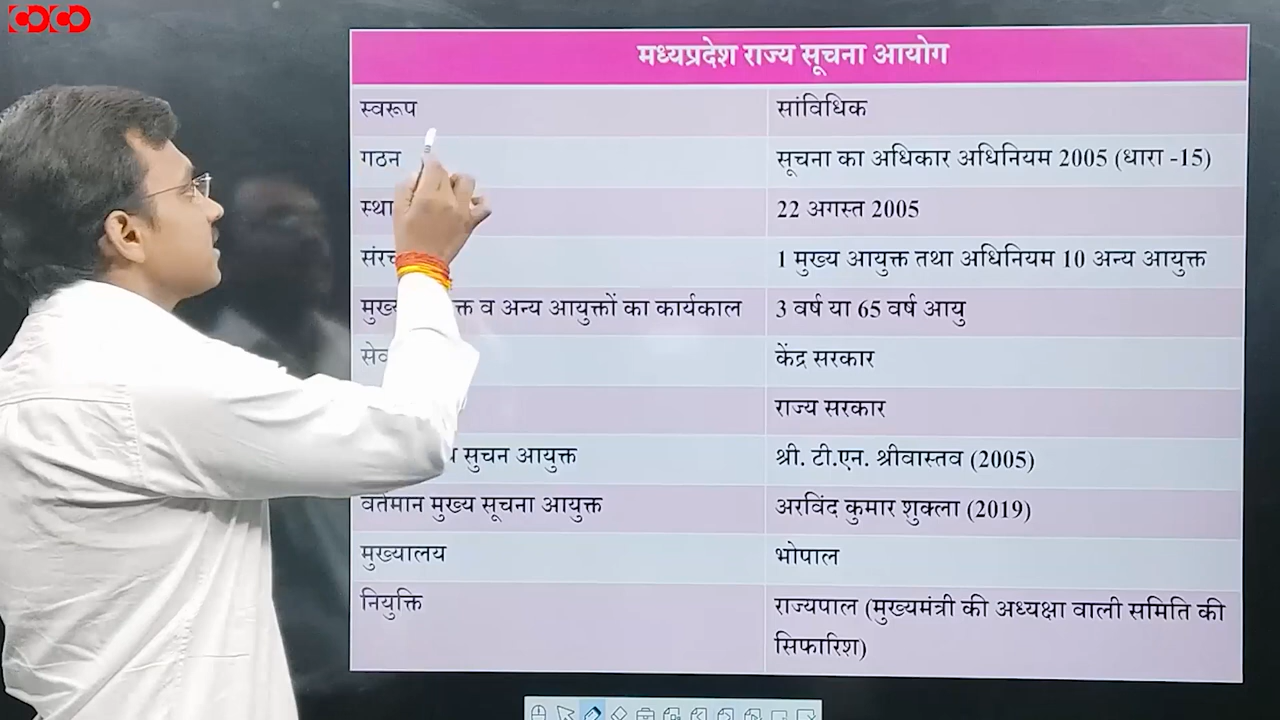 मध्यप्रदेश राज्य सूचना आयोग
स्वरूप सांविधिक
गठन सूचना का अधिकार अधिनियम 2005 (धारा -15)
22 अगस्त 2005
1 मुख्य आयुक्त तथा अधिनियम 10 अन्य आयुक्त
व अन्य आयुक्तों का कार्यकाल 3 वर्ष या 65 वर्ष आयु
केंद्र सरकार
राज्य सरकार
सुचन आयुक्त श्री. टी.एन. श्रीवास्तव (2005)
वर्तमान मुख्य सूचना आयुक्त अरविंद कुमार शुक्ला (2019)
मुख्यालय भोपाल
नियुक्ति राज्यपाल (मुख्यमंत्री की अध्यक्षा वाली समिति की
सिफारिश)